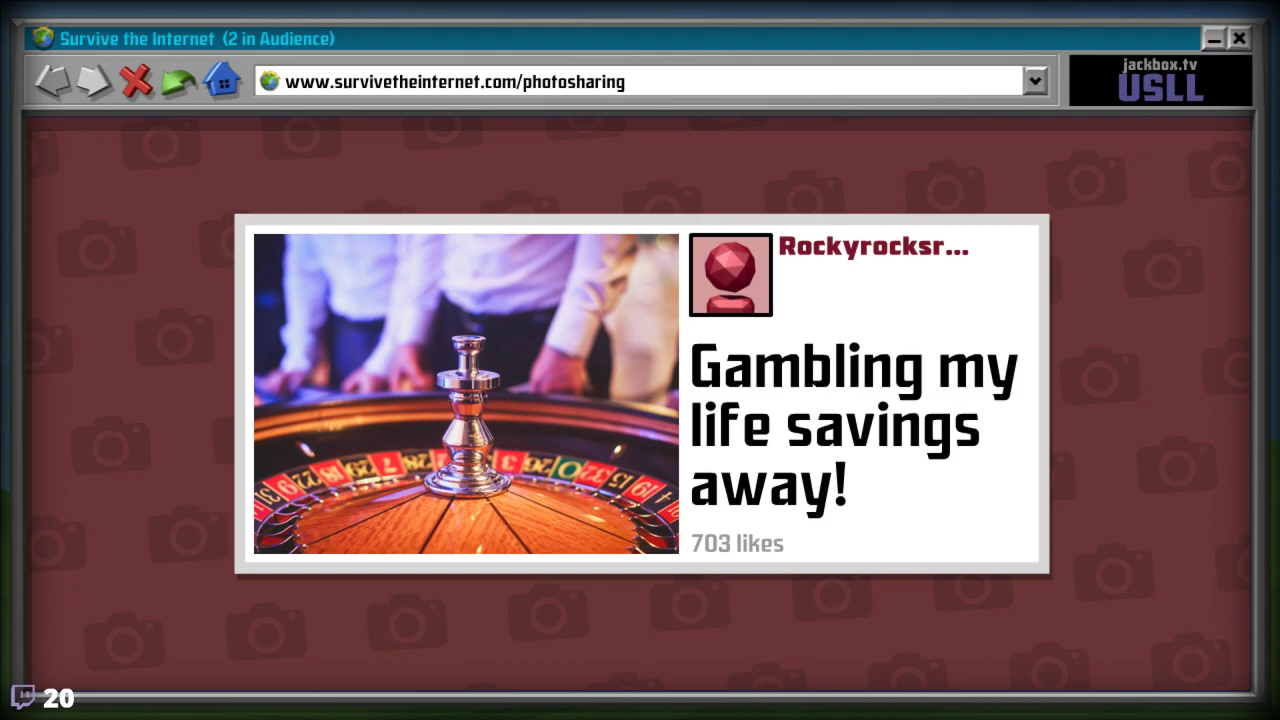 Survive the Internet (2 in Audience)
www.survivetheinternet.com/photosharing
jackbox.tv
USLL
Rockyrocksr...
Gambling my
life savings
away!
703 likes
20